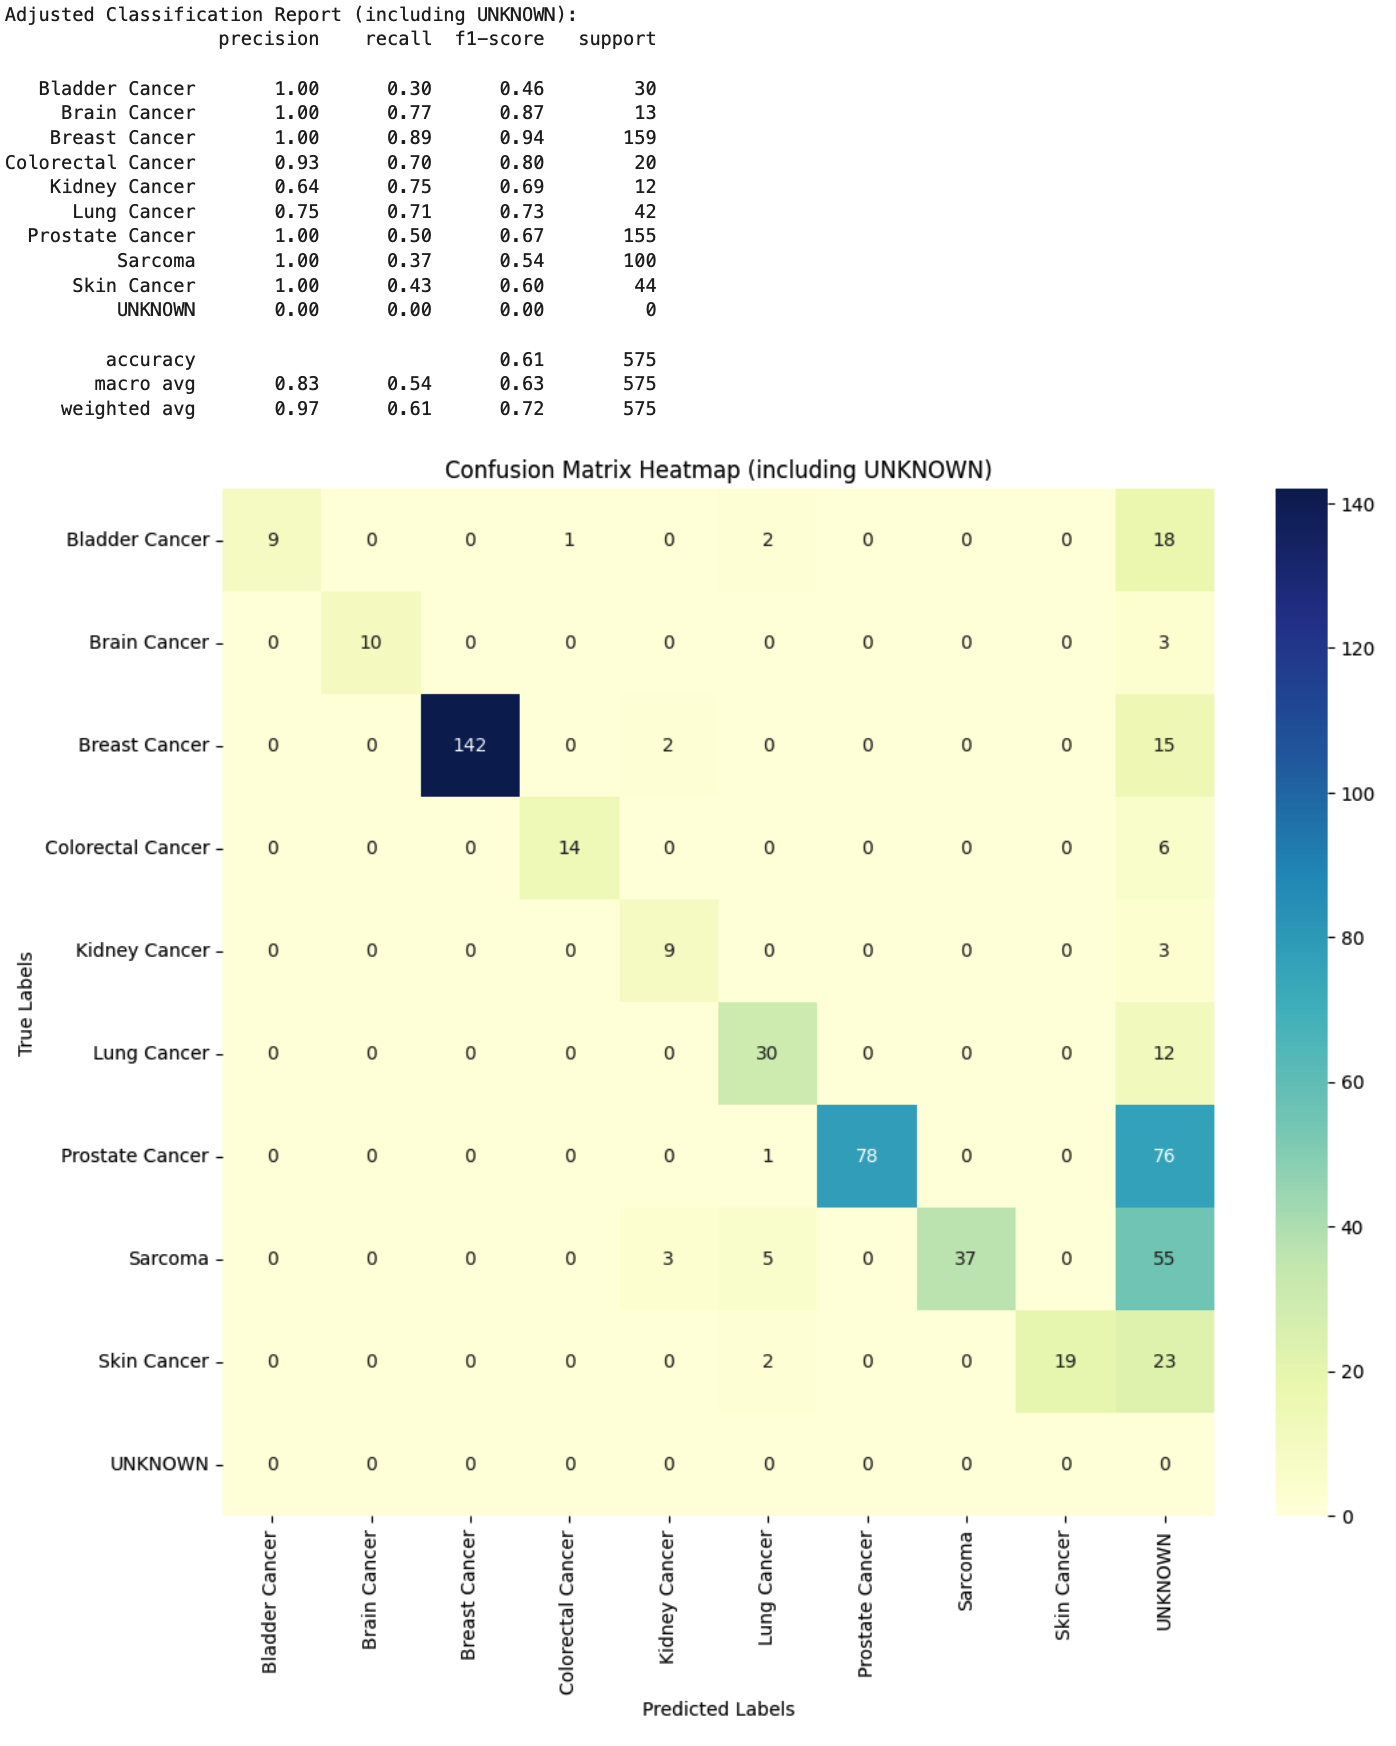 Adjusted Classification Report (including UNKNOWN):
precision recall f1-score support
Bladder Cancer 1.00 0.30 0.46 30
Brain Cancer 1.00 0.77 0.87 13
Breast Cancer 1.00 0.89 0.94 159
Colorectal Cancer 0.93 0.70 0.80 20
Kidney Cancer 0.64 0.75 0.69 12
Lung Cancer 0.75 0.71 0.73 42
Prostate Cancer 1.00 0.50 0.67 155
Sarcoma 1.00 0.37 0.54 100
Skin Cancer 1.00 0.43 0.60 44
UNKNOWN 0.00 0.00 0.00 0
accuracy 0.61 575
macro avg 0.83 0.54 0.63 575
weighted avg 0.97 0.61 0.72 575
Confusion Matrix Heatmap (including UNKNOWN)
True Labels
Bladder Cancer 9 0 0 1 0 2 0 0 0 18
Brain Cancer 0 10 0 0 0 0 0 0 0 3
Breast Cancer 0 0 142 0 2 0 0 0 0 15
Colorectal Cancer 0 0 0 14 0 0 0 0 0 6
Kidney Cancer 0 0 0 0 9 0 0 0 0 3
Lung Cancer 0 0 0 0 0 30 0 0 0 12
Prostate Cancer 0 0 0 0 0 1 78 0 0 76
Sarcoma 0 0 0 0 3 5 0 37 0 55
Skin Cancer 0 0 0 0 0 2 0 0 19 23
UNKNOWN 0 0 0 0 0 0 0 0 0 0
Bladder Cancer
Brain Cancer
Breast Cancer
Colorectal Cancer
Kidney Cancer
Lung Cancer
Prostate Cancer
Sarcoma
Skin Cancer
UNKNOWN
Predicted Labels
140
120
100
80
60
40
20
0